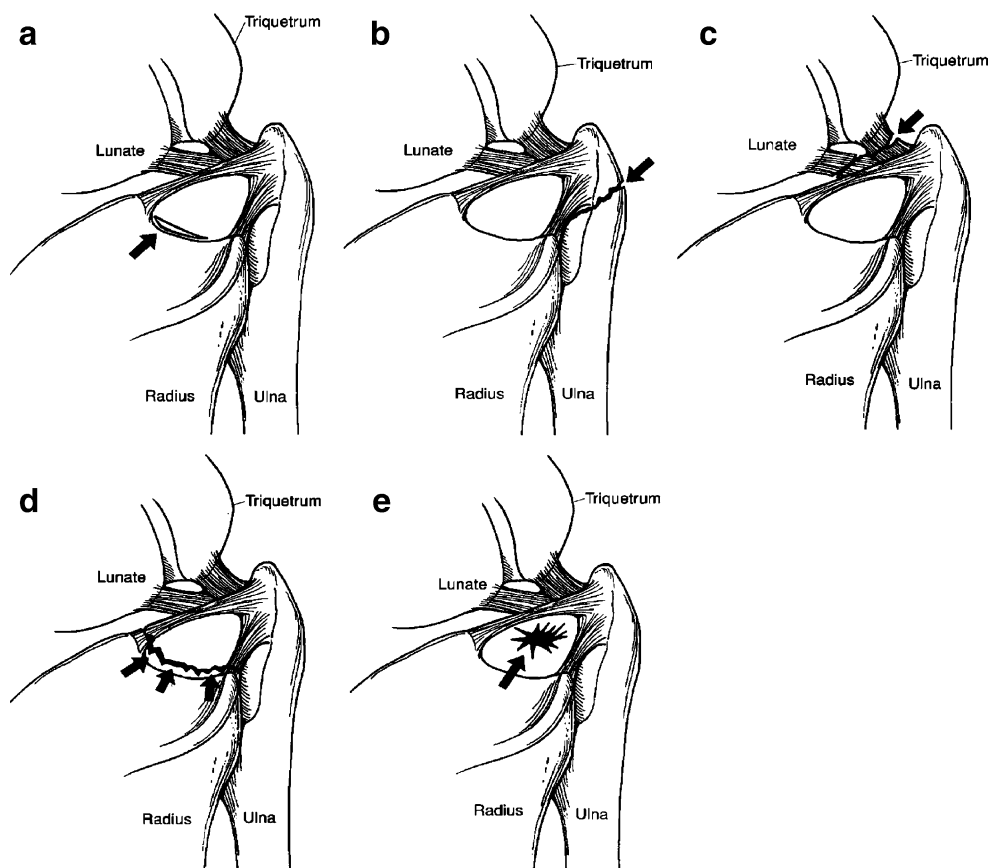 a
Triquetrum
Lunate
Radius
Ulna
b
Triquetrum
Lunate
Radius
Ulna
c
Triquetrum
Lunate
Radius
Ulna
d
Triquetrum
Lunate
Radius
Ulna
e
Triquetrum
Lunate
Radius
Ulna